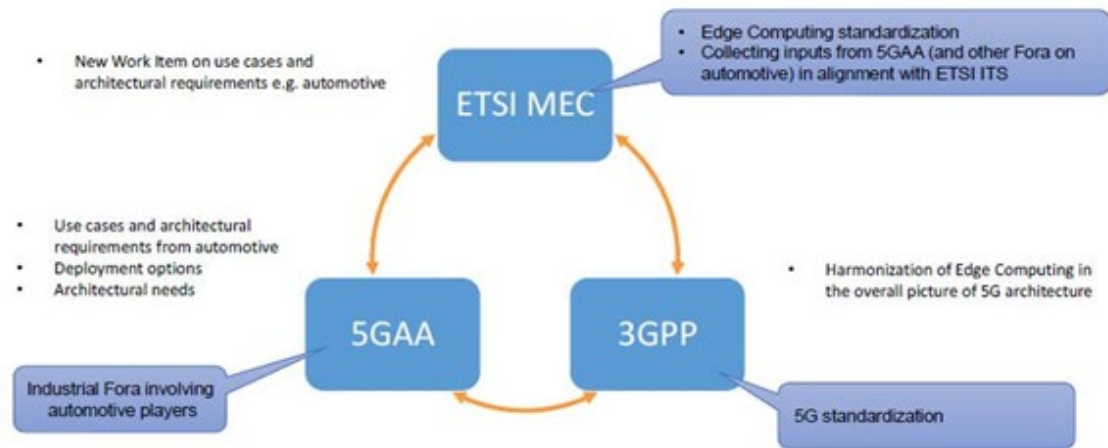 • Edge Computing standardization
• Collecting inputs from 5GAA (and other Fora on
automotive) in alignment with ETSI ITS
• New Work Item on use cases and
architectural requirements e.g. automotive
ETSI MEC
• Use cases and architectural
requirements from automotive
• Deployment options
• Architectural needs
• Harmonization of Edge Computing in
the overall picture of 5G architecture
5GAA
3GPP
Industrial Fora involving
automotive players
5G standardization